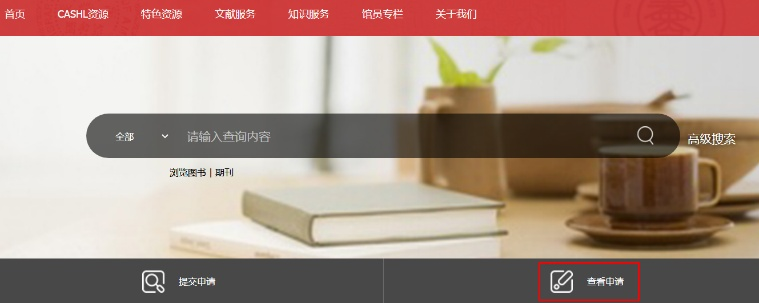 首页 CASHL资源 特色资源 文献服务 知识服务 馆员专栏 关于我们
全部 请输入查询内容 高级搜索
浏览图书 | 期刊
提交申请 查看申请